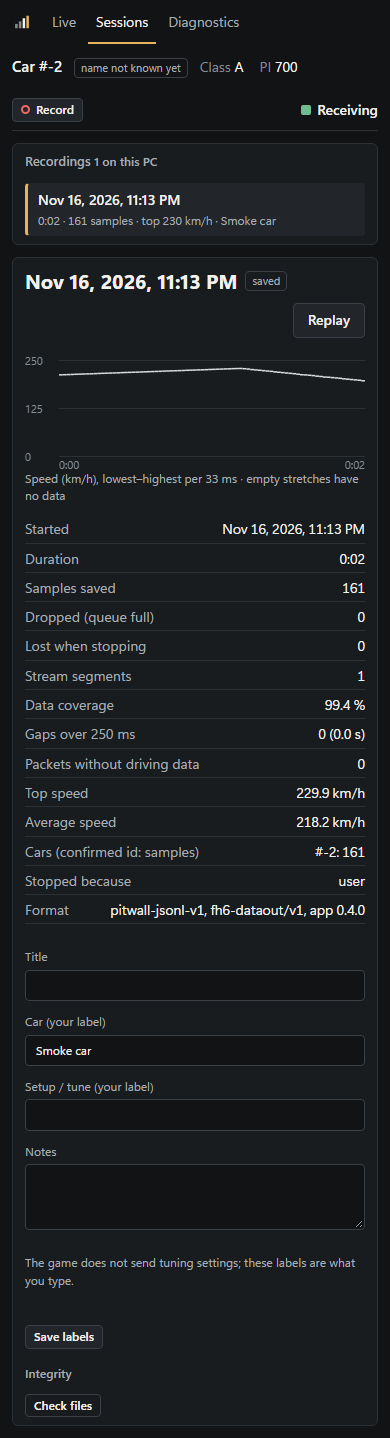 Live Sessions Diagnostics
Car #-2 name not known yet Class A PI 700
Record Receiving
Recordings 1 on this PC
Nov 16, 2026, 11:13 PM
0:02 · 161 samples · top 230 km/h · Smoke car
Nov 16, 2026, 11:13 PM saved
Replay
250
125
0
0:00 0:02
Speed (km/h), lowest–highest per 33 ms · empty stretches have
no data
Started Nov 16, 2026, 11:13 PM
Duration 0:02
Samples saved 161
Dropped (queue full) 0
Lost when stopping 0
Stream segments 1
Data coverage 99.4 %
Gaps over 250 ms 0 (0.0 s)
Packets without driving data 0
Top speed 229.9 km/h
Average speed 218.2 km/h
Cars (confirmed id: samples) #-2: 161
Stopped because user
Format pitwall-jsonl-v1, fh6-dataout/v1, app 0.4.0
Title
Car (your label)
Smoke car
Setup / tune (your label)
Notes
The game does not send tuning settings; these labels are what
you type.
Save labels
Integrity
Check files